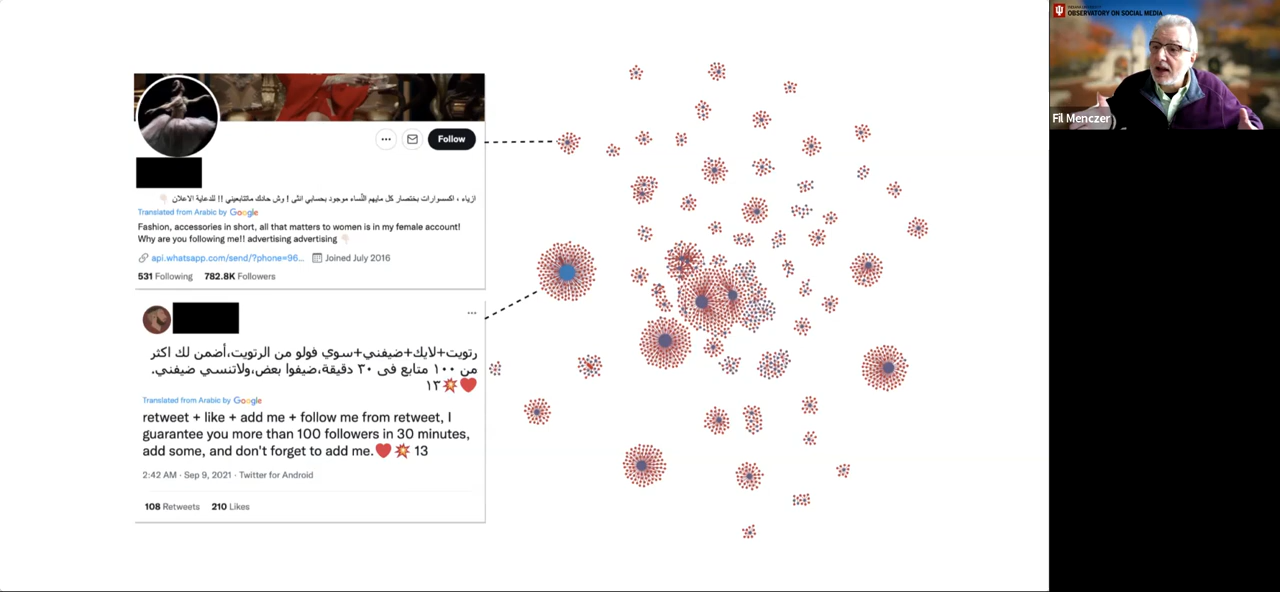 Follow
ازياء ، اكسسوارات بختصار كل مايهم النساء موجود بحسابي انثى ! وش حاتك ماتتابعيني !! للدعاية الاعلان
Translated from Arabic by Google
Fashion, accessories in short, all that matters to women is in my female account!
Why are you following me!! advertising advertising
api.whatsapp.com/send/?phone=96... Joined July 2016
531 Following 782.8K Followers
رتويت+لايك+ضيفني+سوي فولو من الرتويت،أضمن لك اكثر
من ١٠٠ متابع فى ٣٠ دقيقة،ضيفوا بعض،ولاتنسي ضيفني.
❤️💥١٣
Translated from Arabic by Google
retweet + like + add me + follow me from retweet, I
guarantee you more than 100 followers in 30 minutes,
add some, and don't forget to add me.❤️💥 13
2:42 AM · Sep 9, 2021 · Twitter for Android
108 Retweets 210 Likes
INDIANA UNIVERSITY
OBSERVATORY ON SOCIAL MEDIA
Fil Menczer